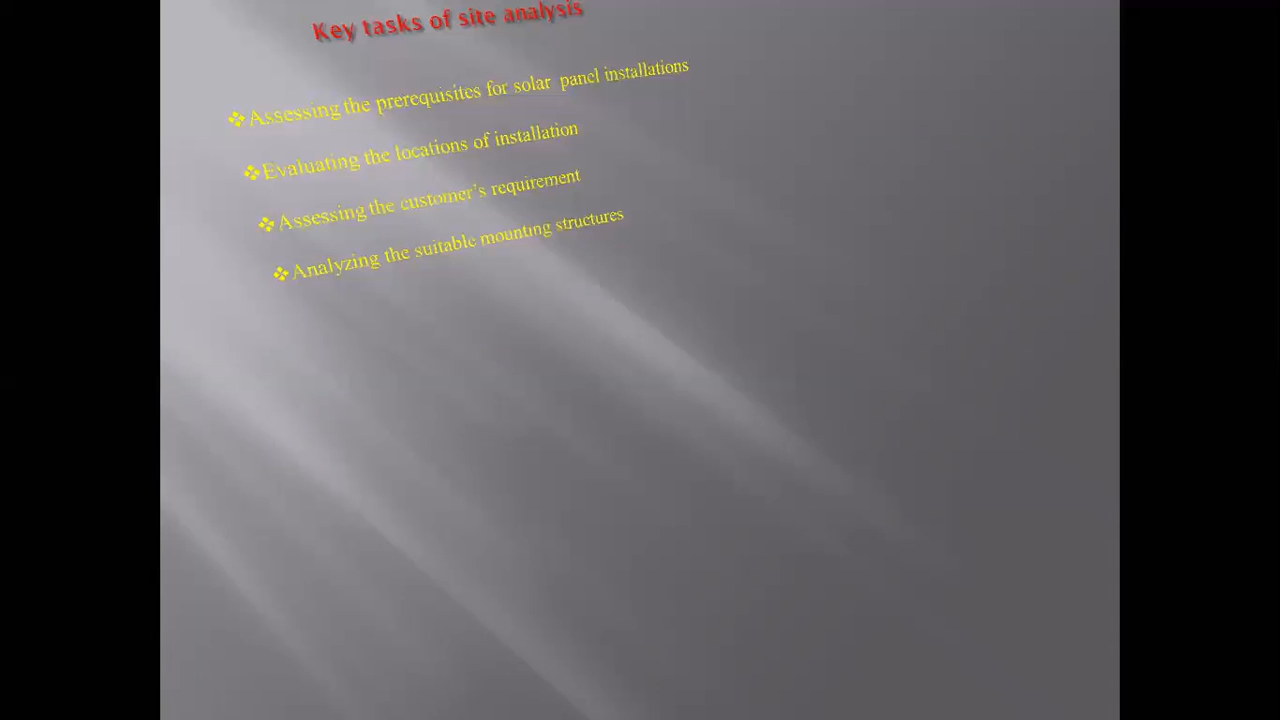 Key tasks of site analysis
❖Assessing the prerequisites for solar panel installations
❖Evaluating the locations of installation
❖Assessing the customer's requirement
❖Analyzing the suitable mounting structures